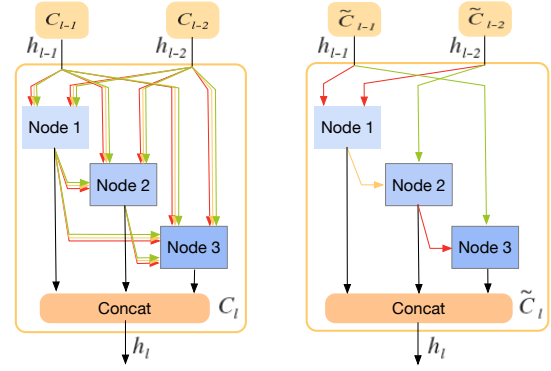 C_{l-1} C_{l-2}
h_{l-1} h_{l-2}
Node 1
Node 2
Node 3
Concat C_l
h_l
C̃_{l-1} C̃_{l-2}
h_{l-1} h_{l-2}
Node 1
Node 2
Node 3
Concat C̃_l
h_l